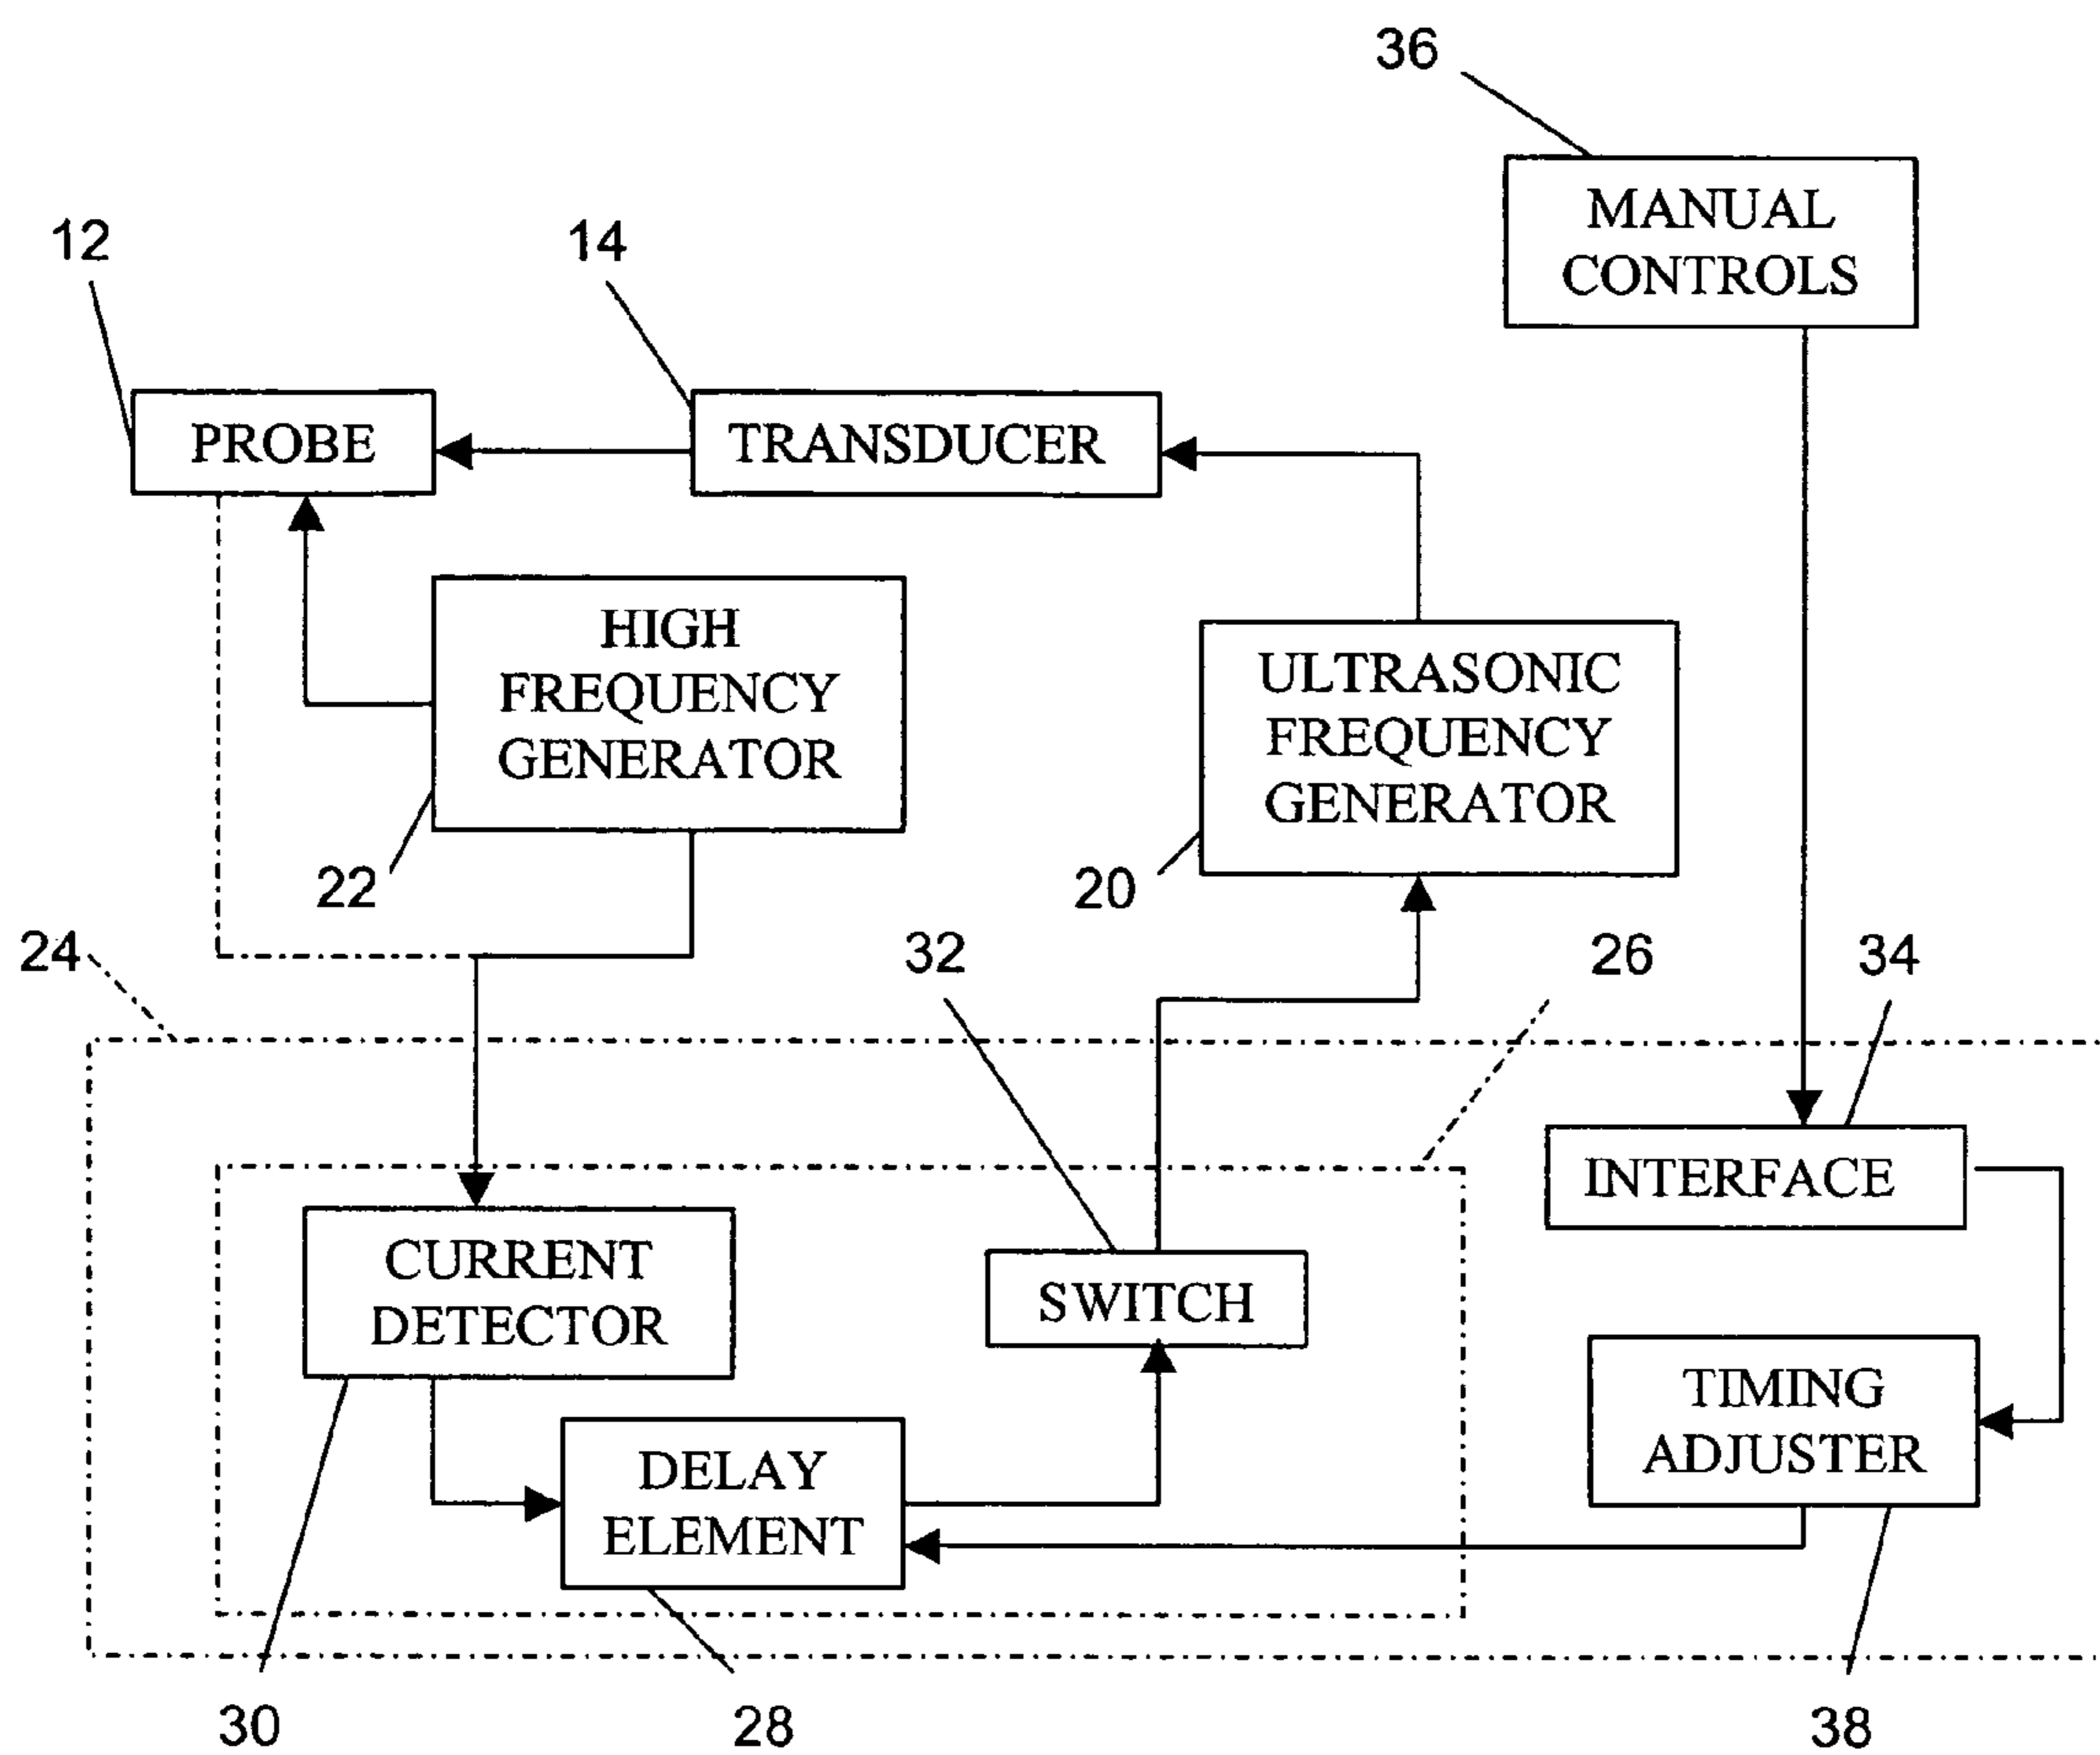 36
MANUAL
CONTROLS
12
14
PROBE
TRANSDUCER
HIGH
FREQUENCY
GENERATOR
ULTRASONIC
FREQUENCY
GENERATOR
22
20
24
32
26
34
INTERFACE
CURRENT
DETECTOR
SWITCH
TIMING
ADJUSTER
DELAY
ELEMENT
30
28
38